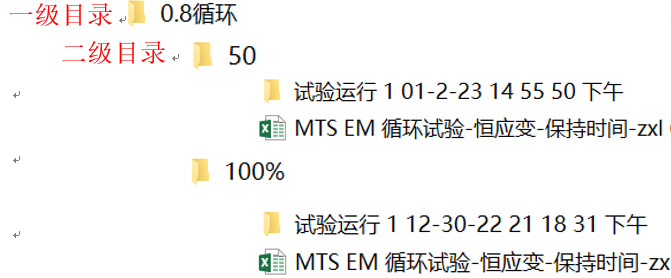 一级目录 0.8循环
二级目录 50
试验运行 1 01-2-23 14 55 50 下午
MTS EM 循环试验-恒应变-保持时间-zxl
100%
试验运行 1 12-30-22 21 18 31 下午
MTS EM 循环试验-恒应变-保持时间-zx